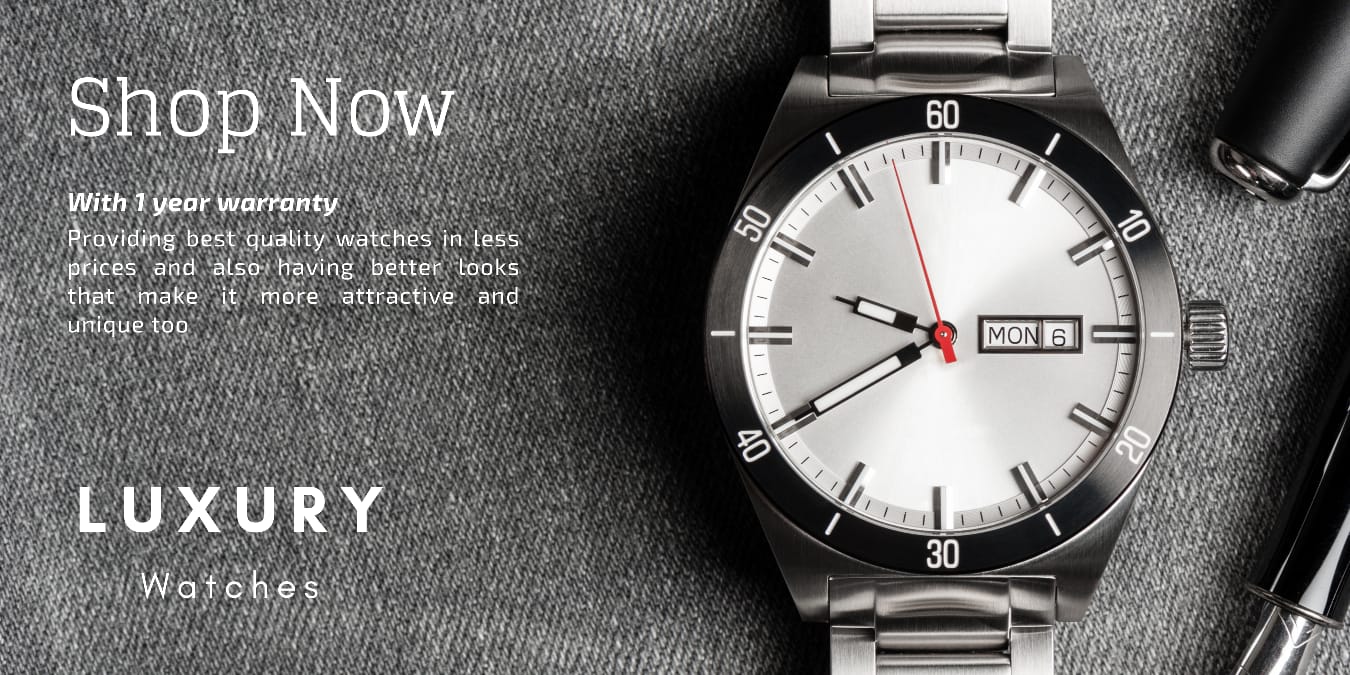 Shop Now
With 1 year warranty
Providing best quality watches in less
prices and also having better looks
that make it more attractive and
unique too
LUXURY
Watches
60
10
20
30
40
50
MON 6